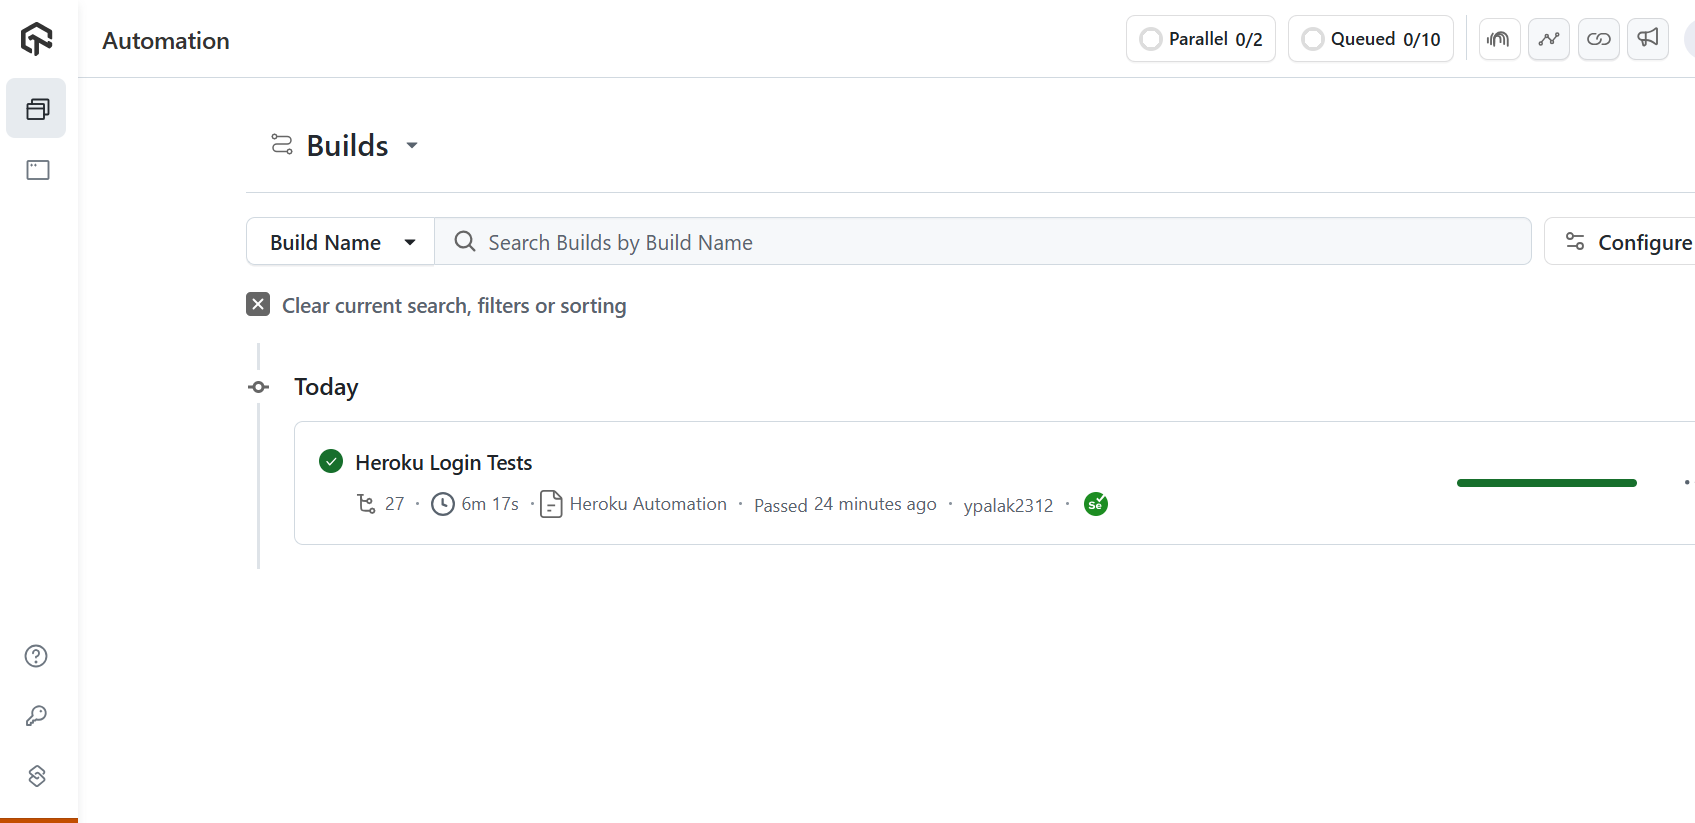 Automation
Parallel 0/2
Queued 0/10
Builds
Build Name
Search Builds by Build Name
Configure
Clear current search, filters or sorting
Today
Heroku Login Tests
27 · 6m 17s · Heroku Automation · Passed 24 minutes ago · ypalak2312 · Se